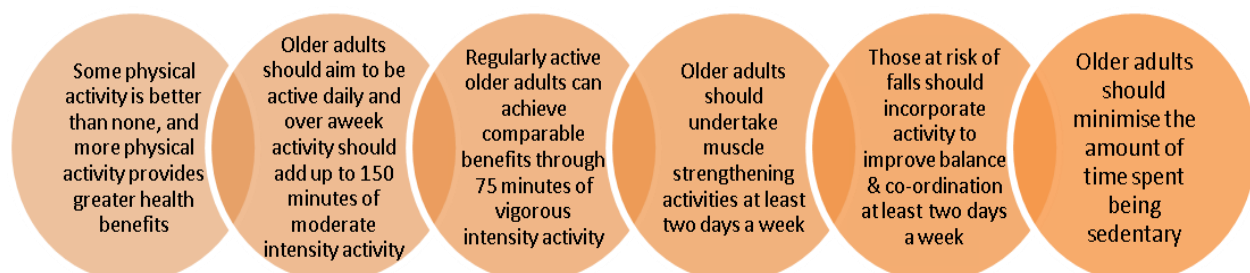 Some physical
activity is better
than none, and
more physical
activity provides
greater health
benefits
Older adults
should aim to be
active daily and
over aweek
activity should
add up to 150
minutes of
moderate
intensity activity
Regularly active
older adults can
achieve
comparable
benefits through
75 minutes of
vigorous
intensity activity
Older adults
should
undertake
muscle
strengthening
activities at least
two days a week
Those at risk of
falls should
incorporate
activity to
improve balance
& co-ordination
at least two days
a week
Older adults
should
minimise the
amount of
time spent
being
sedentary